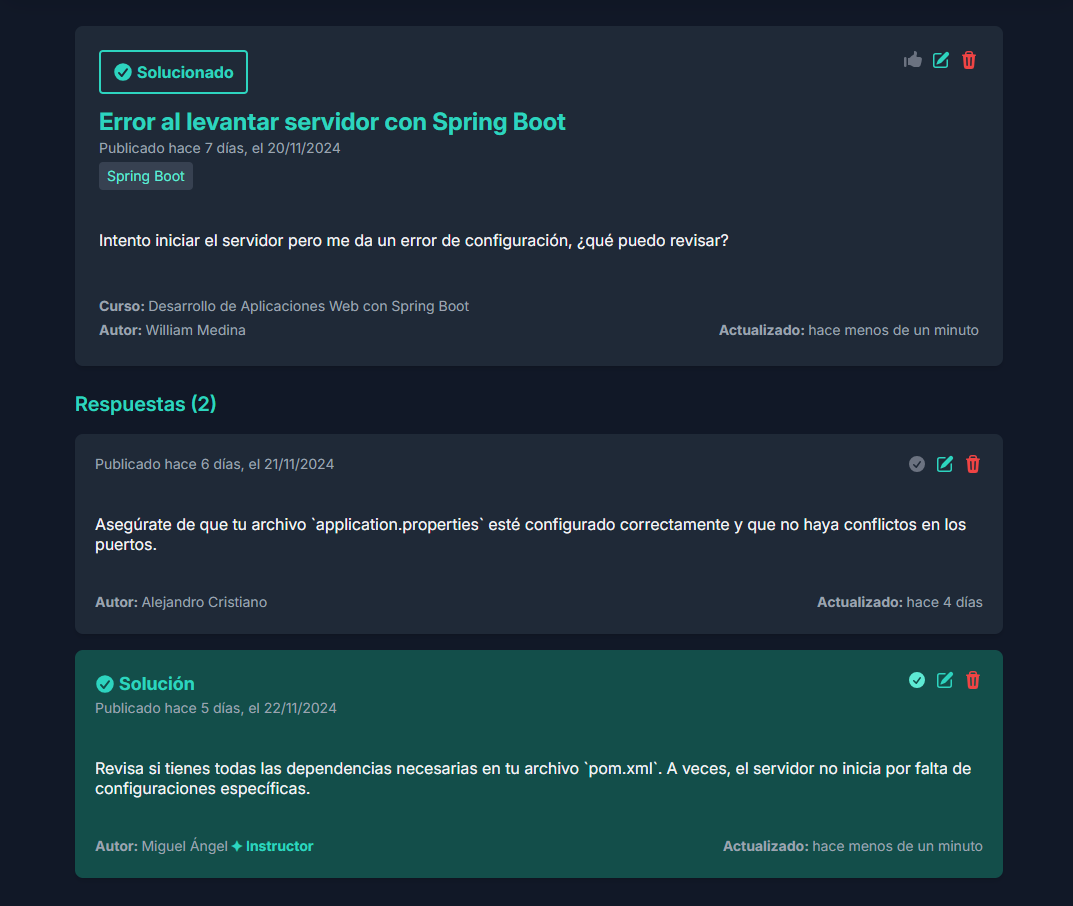 Solucionado
Error al levantar servidor con Spring Boot
Publicado hace 7 días, el 20/11/2024
Spring Boot
Intento iniciar el servidor pero me da un error de configuración, ¿qué puedo revisar?
Curso: Desarrollo de Aplicaciones Web con Spring Boot
Autor: William Medina
Actualizado: hace menos de un minuto
Respuestas (2)
Publicado hace 6 días, el 21/11/2024
Asegúrate de que tu archivo `application.properties` esté configurado correctamente y que no haya conflictos en los
puertos.
Autor: Alejandro Cristiano
Actualizado: hace 4 días
Solución
Publicado hace 5 días, el 22/11/2024
Revisa si tienes todas las dependencias necesarias en tu archivo `pom.xml`. A veces, el servidor no inicia por falta de
configuraciones específicas.
Autor: Miguel Ángel ✦ Instructor
Actualizado: hace menos de un minuto